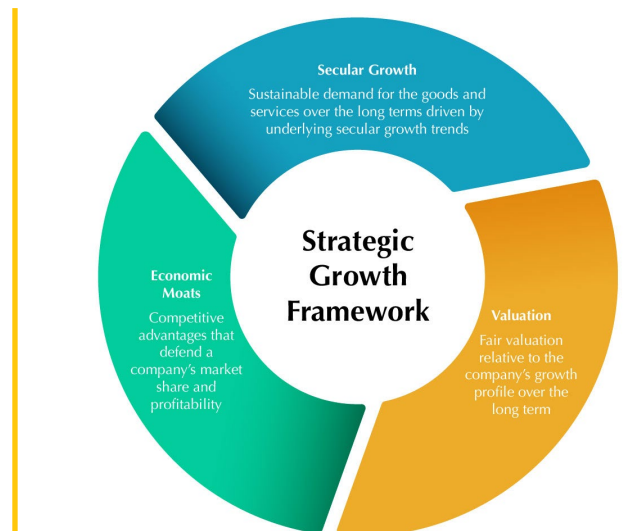 Secular Growth
Sustainable demand for the goods and
services over the long terms driven by
underlying secular growth trends
Strategic
Growth
Framework
Economic
Moats
Competitive
advantages that
defend a
company’s market
share and
profitability
Valuation
Fair valuation
relative to the
company’s growth
profile over the
long term